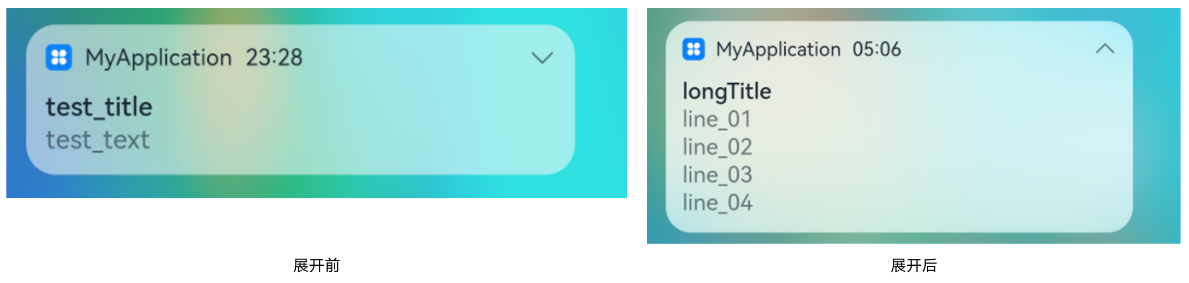 MyApplication 23:28
test_title
test_text
展开前
MyApplication 05:06
longTitle
line_01
line_02
line_03
line_04
展开后